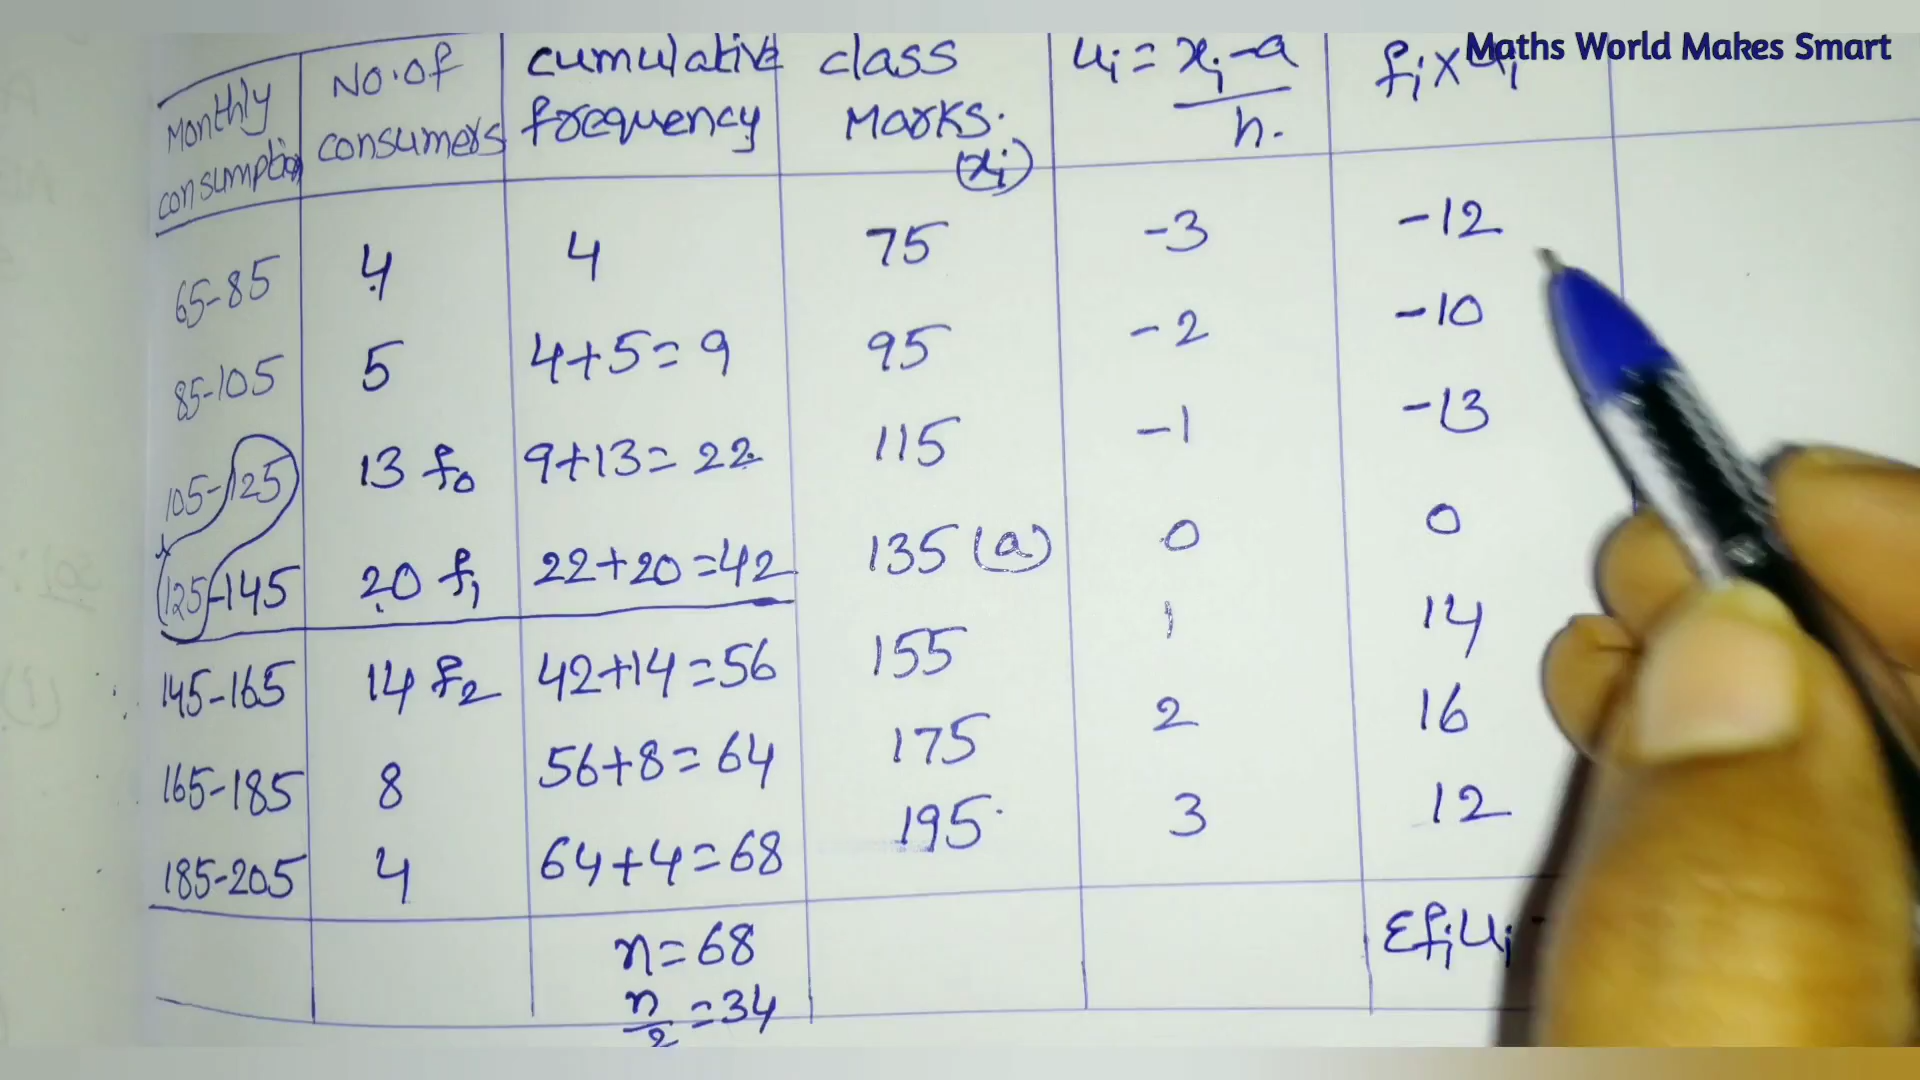 Maths World Makes Smart
Monthly consumption No. of consumers cumulative frequency class Marks. (xi) ui = xi-a/h. fi x ui
65-85 4 4 75 -3 -12
85-105 5 4+5=9 95 -2 -10
105-125 13 f0 9+13=22 115 -1 -13
125-145 20 f1 22+20=42 135 (a) 0 0
145-165 14 f2 42+14=56 155 1 14
165-185 8 56+8=64 175 2 16
185-205 4 64+4=68 195 3 12
n=68 Σfiui
n/2=34